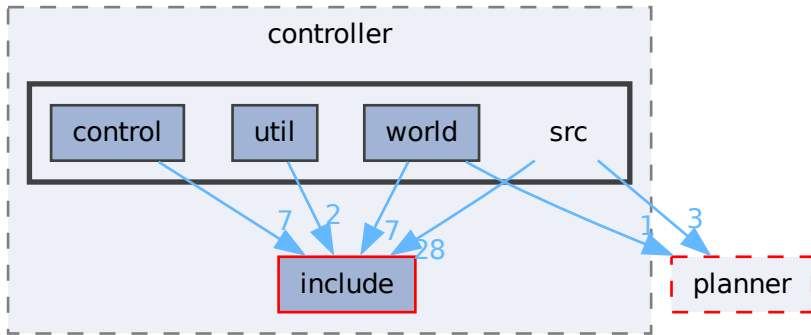 controller
control
util
world
src
7
2
7
28
1
3
include
planner